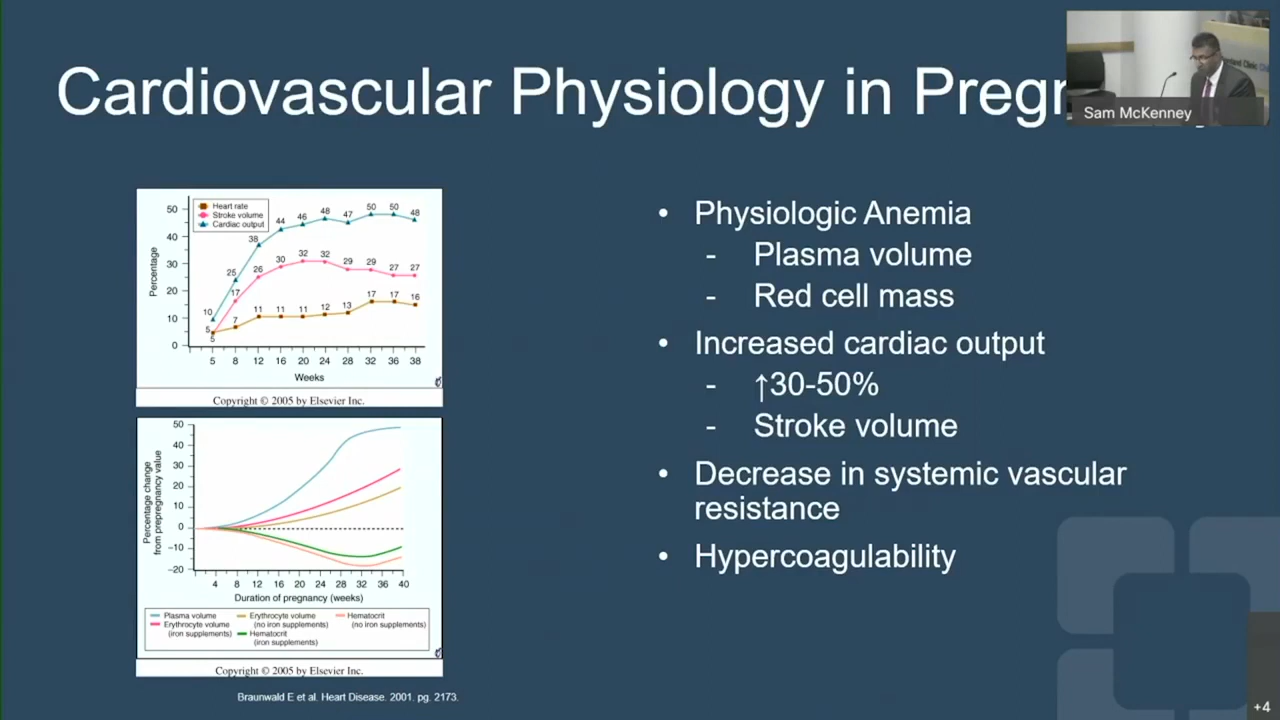 Cardiovascular Physiology in Pregn
Sam McKenney
Heart rate
Stroke volume
Cardiac output
Percentage
50
40
30
20
10
0
10 25 38 44 46 48 47 50 50 48
5 17 26 30 32 32 29 29 27 27
5 7 11 11 11 12 13 17 17 16
5 8 12 16 20 24 28 32 36 38
Weeks
Copyright © 2005 by Elsevier Inc.
Percentage change
from prepregnancy value
50
40
30
20
10
0
−10
−20
4 8 12 16 20 24 28 32 36 40
Duration of pregnancy (weeks)
Plasma volume
Erythrocyte volume
(iron supplements)
Erythrocyte volume
(no iron supplements)
Hematocrit
(iron supplements)
Hematocrit
(no iron supplements)
Copyright © 2005 by Elsevier Inc.
Braunwald E et al. Heart Disease. 2001. pg. 2173.
• Physiologic Anemia
- Plasma volume
- Red cell mass
• Increased cardiac output
- ↑30-50%
- Stroke volume
• Decrease in systemic vascular
resistance
• Hypercoagulability
+4